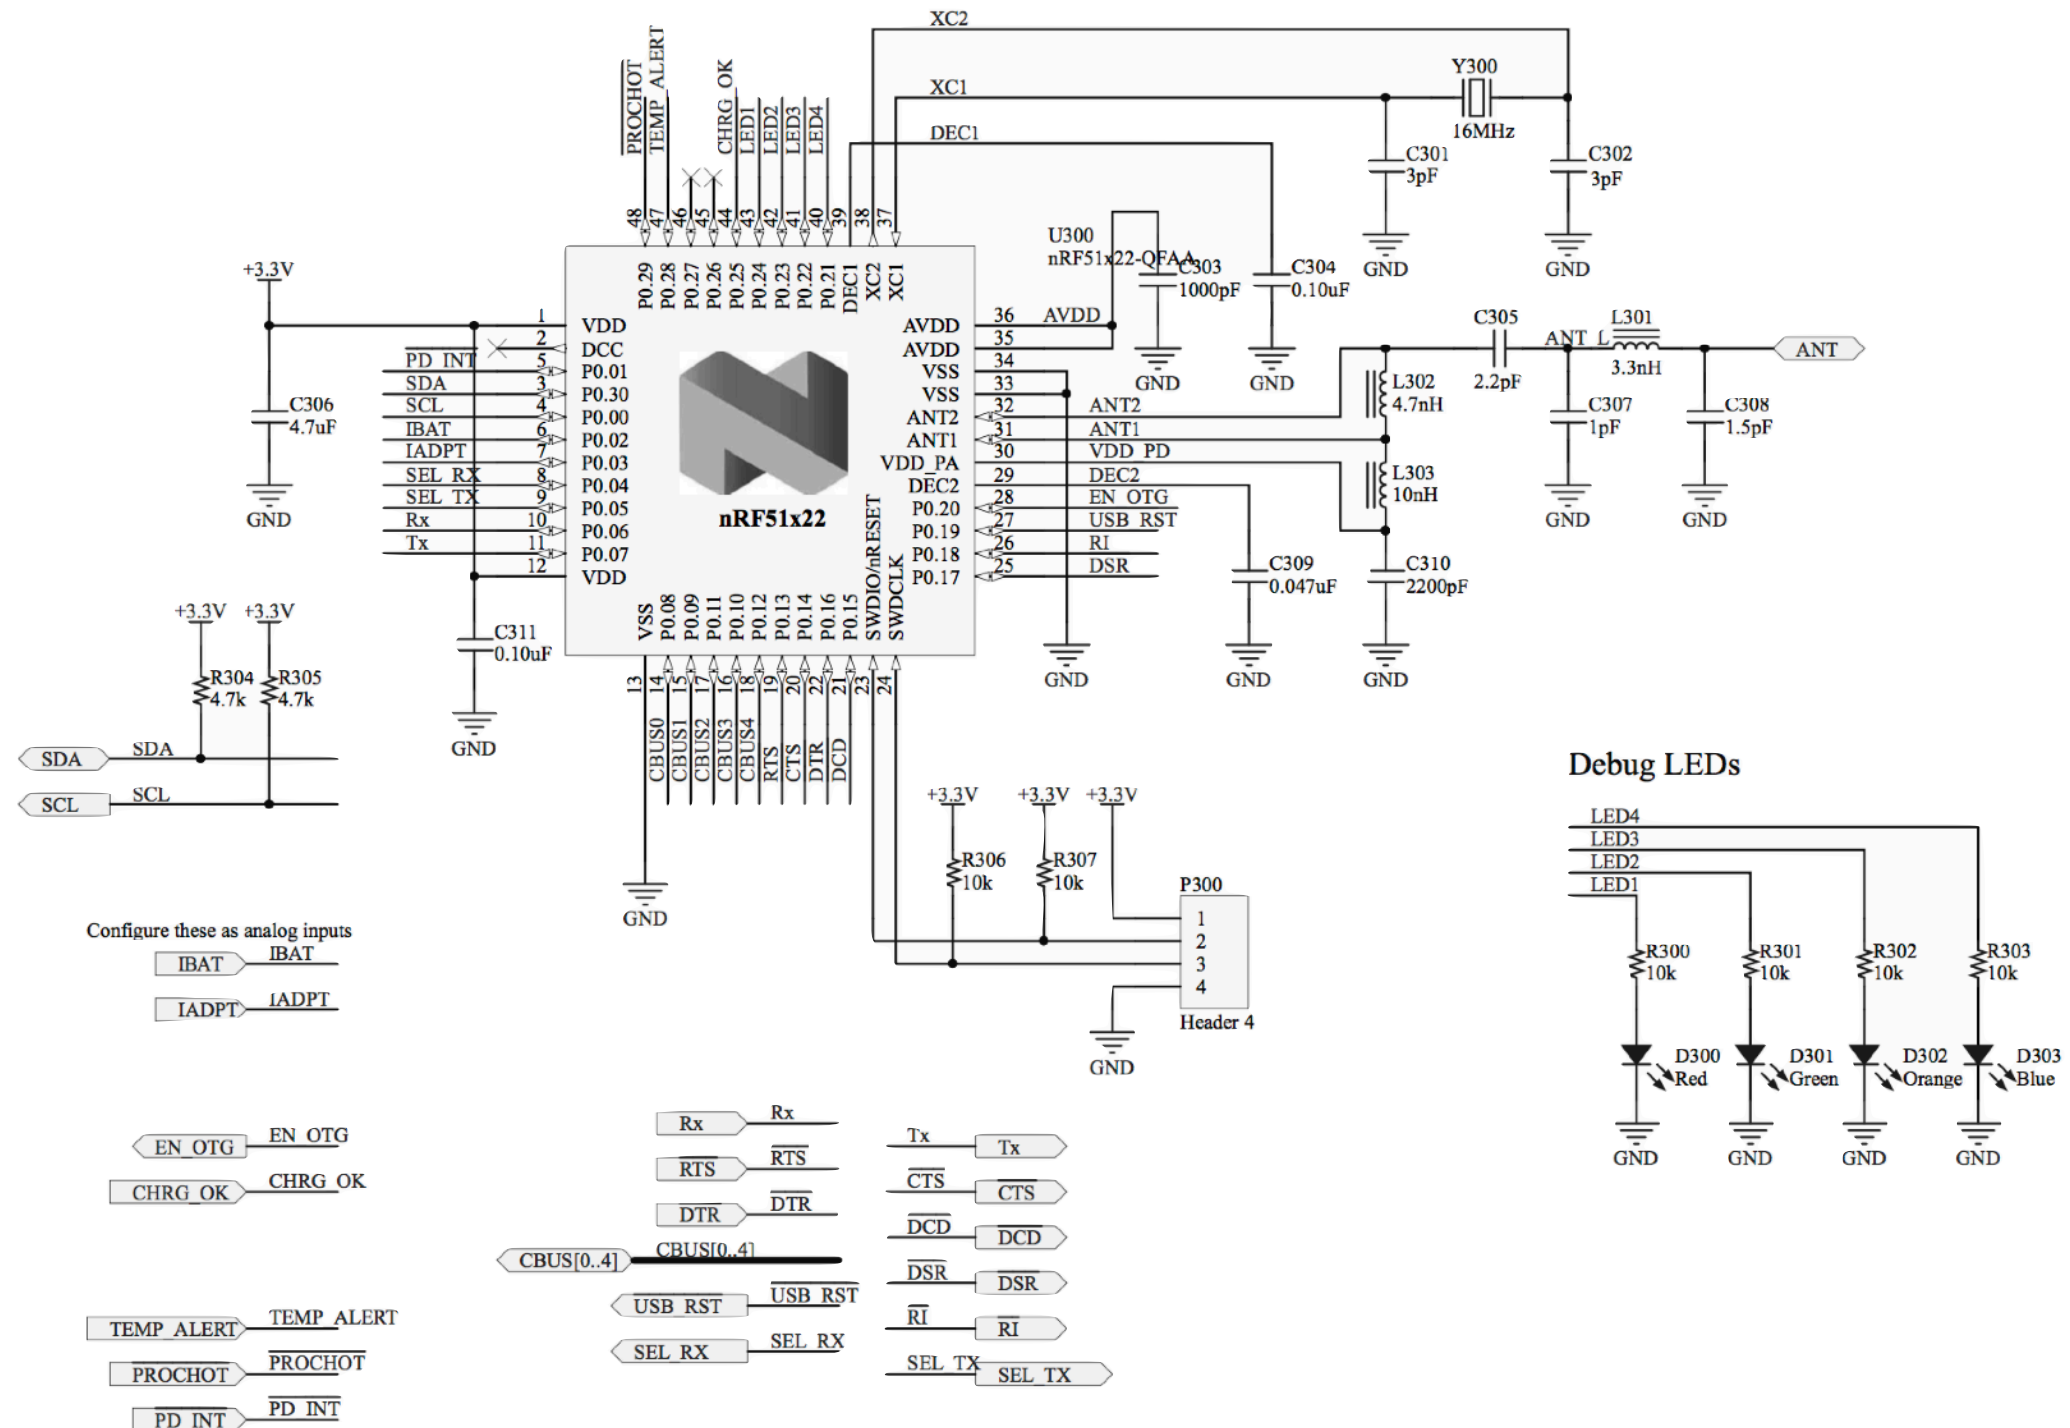 XC2
XC1
DEC1
Y300
16MHz
C301
3pF
C302
3pF
GND
GND
PROCHOT
TEMP_ALERT
CHRG_OK
LED1
LED2
LED3
LED4
48
47
46
45
44
43
42
41
40
39
38
37
P0.29
P0.28
P0.27
P0.26
P0.25
P0.24
P0.23
P0.22
P0.21
DEC1
XC2
XC1
U300
nRF51x22-QFAA
C303
1000pF
C304
0.10uF
GND
GND
+3.3V
C306
4.7uF
GND
1 VDD
2 DCC
PD_INT 5 P0.01
SDA 3 P0.30
SCL 4 P0.00
IBAT 6 P0.02
IADPT 7 P0.03
SEL_RX 8 P0.04
SEL_TX 9 P0.05
Rx 10 P0.06
Tx 11 P0.07
12 VDD
nRF51x22
AVDD 36 AVDD
AVDD 35
VSS 34
VSS 33
ANT2 32 ANT2
ANT1 31 ANT1
VDD_PA 30 VDD_PD
DEC2 29 DEC2
P0.20 28 EN_OTG
P0.19 27 USB_RST
P0.18 26 RI
P0.17 25 DSR
C305
2.2pF
ANT_L
L301
3.3nH
ANT
L302
4.7nH
L303
10nH
C307
1pF
C308
1.5pF
GND
GND
C309
0.047uF
C310
2200pF
GND
GND
GND
VSS
P0.08
P0.09
P0.11
P0.10
P0.12
P0.13
P0.14
P0.16
P0.15
SWDIO/nRESET
SWDCLK
13
14
15
17
16
18
19
20
22
21
23
24
CBUS0
CBUS1
CBUS2
CBUS3
CBUS4
RTS
CTS
DTR
DCD
GND
C311
0.10uF
GND
+3.3V +3.3V
R304
4.7k
R305
4.7k
SDA SDA
SCL SCL
+3.3V +3.3V +3.3V
R306
10k
R307
10k
P300
1
2
3
4
Header 4
GND
Debug LEDs
LED4
LED3
LED2
LED1
R300
10k
R301
10k
R302
10k
R303
10k
D300
Red
D301
Green
D302
Orange
D303
Blue
GND GND GND GND
Configure these as analog inputs
IBAT IBAT
IADPT IADPT
EN_OTG EN_OTG
CHRG_OK CHRG_OK
TEMP_ALERT TEMP_ALERT
PROCHOT PROCHOT
PD_INT PD_INT
Rx Rx
RTS RTS
DTR DTR
CBUS[0..4] CBUS[0..4]
USB_RST USB_RST
SEL_RX SEL_RX
Tx Tx
CTS CTS
DCD DCD
DSR DSR
RI RI
SEL_TX SEL_TX